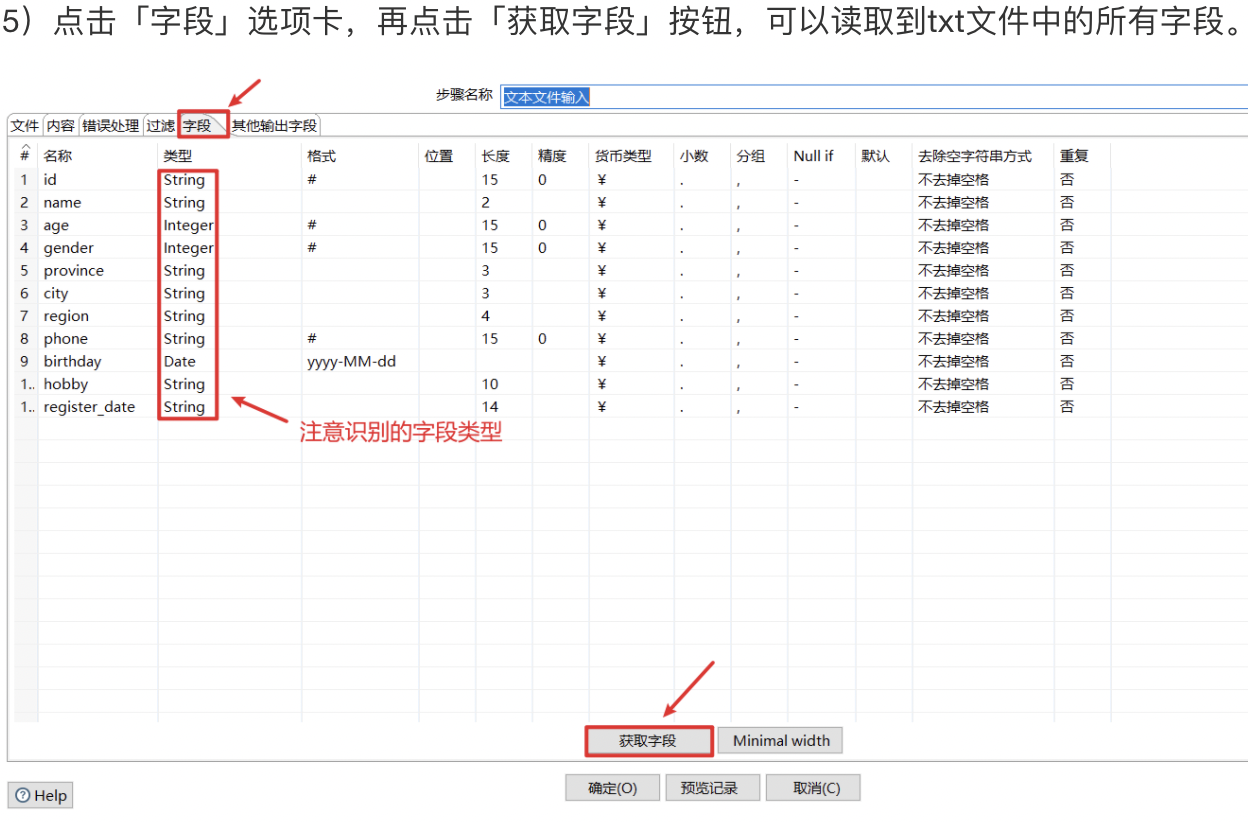 5）点击「字段」选项卡，再点击「获取字段」按钮，可以读取到txt文件中的所有字段。
步骤名称 文本文件输入
文件 内容 错误处理 过滤 字段 其他输出字段
# 名称 类型 格式 位置 长度 精度 货币类型 小数 分组 Null if 默认 去除空字符串方式 重复
1 id String # 15 0 ¥ . , - 不去掉空格 否
2 name String 2 ¥ . , - 不去掉空格 否
3 age Integer # 15 0 ¥ . , - 不去掉空格 否
4 gender Integer # 15 0 ¥ . , - 不去掉空格 否
5 province String 3 ¥ . , - 不去掉空格 否
6 city String 3 ¥ . , - 不去掉空格 否
7 region String 4 ¥ . , - 不去掉空格 否
8 phone String # 15 0 ¥ . , - 不去掉空格 否
9 birthday Date yyyy-MM-dd ¥ . , - 不去掉空格 否
1.. hobby String 10 ¥ . , - 不去掉空格 否
1.. register_date String 14 ¥ . , - 不去掉空格 否
注意识别的字段类型
获取字段 Minimal width
确定(O) 预览记录 取消(C)
Help